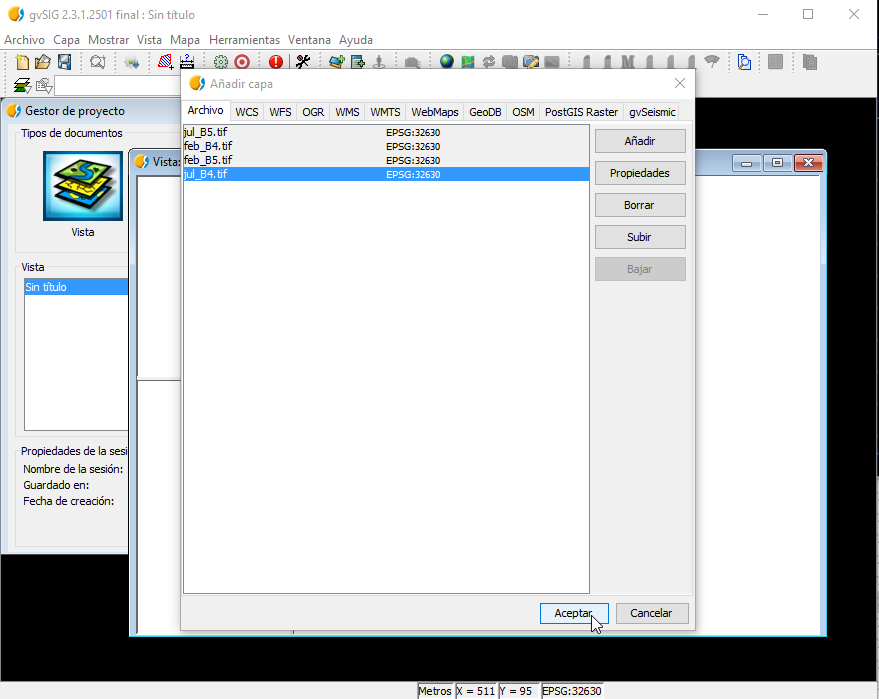 gvSIG 2.3.1.2501 final : Sin título
Archivo Capa Mostrar Vista Mapa Herramientas Ventana Ayuda
Añadir capa
Gestor de proyecto
Archivo WCS WFS OGR WMS WMTS WebMaps GeoDB OSM PostGIS Raster gvSeismic
Tipos de documentos
jul_B5.tif EPSG:32630
feb_B4.tif EPSG:32630
feb_B5.tif EPSG:32630
jul_B4.tif EPSG:32630
Añadir
Propiedades
Borrar
Subir
Bajar
Vista:
Vista
Vista
Sin título
Propiedades de la sesi
Nombre de la sesión:
Guardado en:
Fecha de creación:
Aceptar Cancelar
Metros X = 511 Y = 95 EPSG:32630